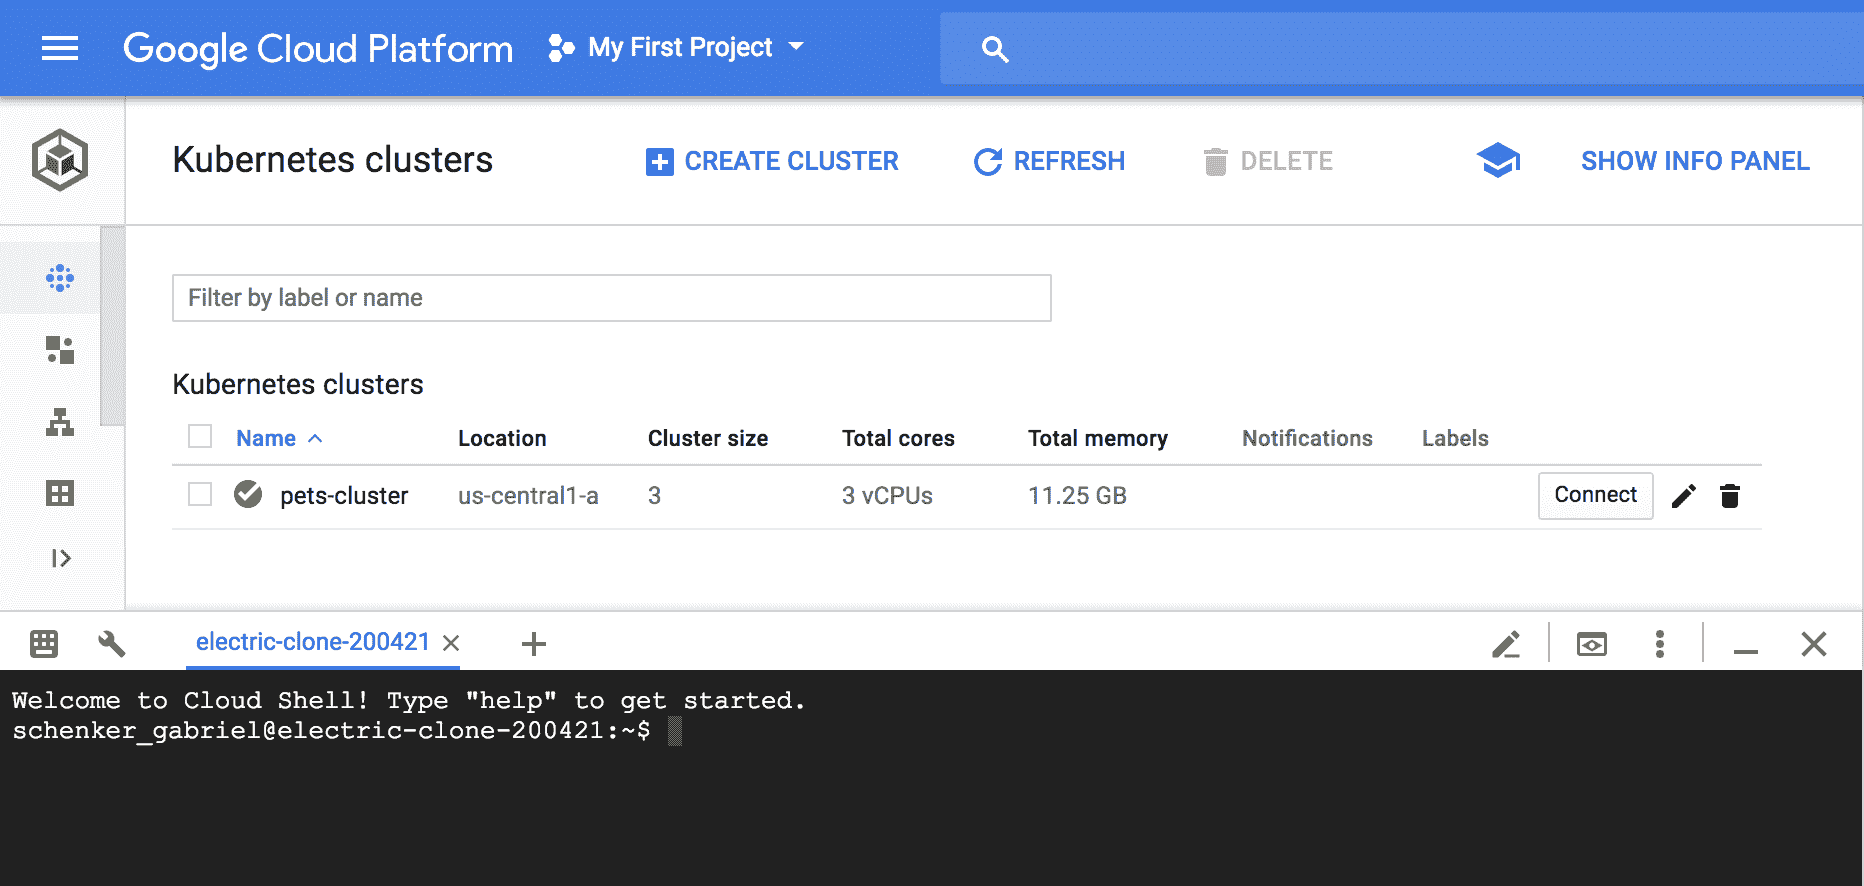 Google Cloud Platform My First Project
Kubernetes clusters CREATE CLUSTER REFRESH DELETE SHOW INFO PANEL
Filter by label or name
Kubernetes clusters
Name Location Cluster size Total cores Total memory Notifications Labels
pets-cluster us-central1-a 3 3 vCPUs 11.25 GB Connect
electric-clone-200421
Welcome to Cloud Shell! Type "help" to get started.
schenker_gabriel@electric-clone-200421:~$